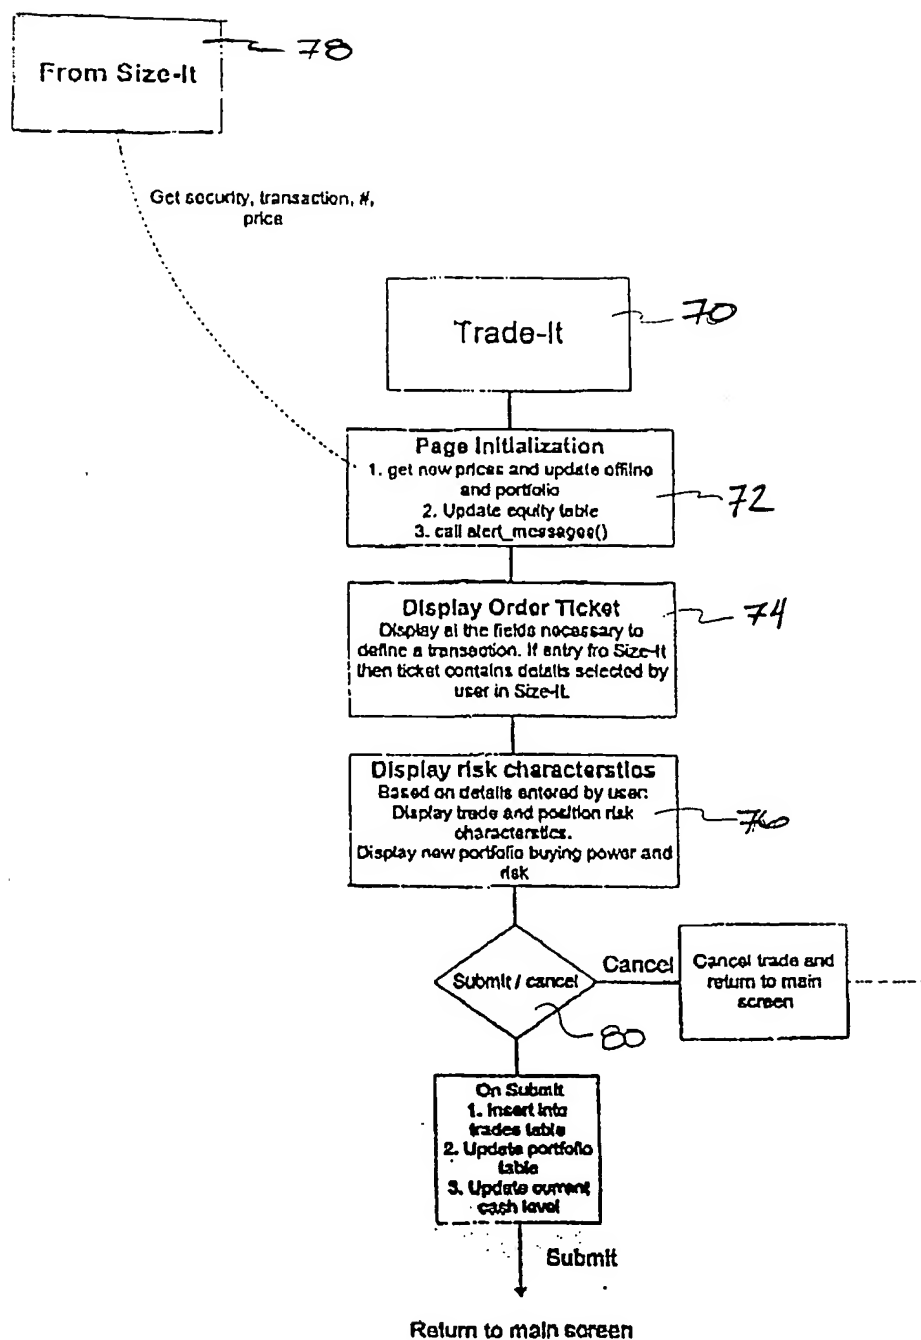 From Size-It
78
Get security, transaction, #,
price
Trade-It
70
Page Initialization
1. get new prices and update offline
and portfolio
2. Update equity table
3. call alert_messages()
72
Display Order Ticket
Display al the fields necessary to
define a transaction. If entry fro Size-It
then ticket contains details selected by
user in Size-It.
74
Display risk characterstics
Based on details entered by user:
Display trade and position risk
characterstics.
Display new portfolio buying power and
risk
76
Submit / cancel
80
Cancel
Cancel trade and
return to main
screen
On Submit
1. Insert into
trades table
2. Update portfolio
table
3. Update current
cash level
Submit
Return to main screen